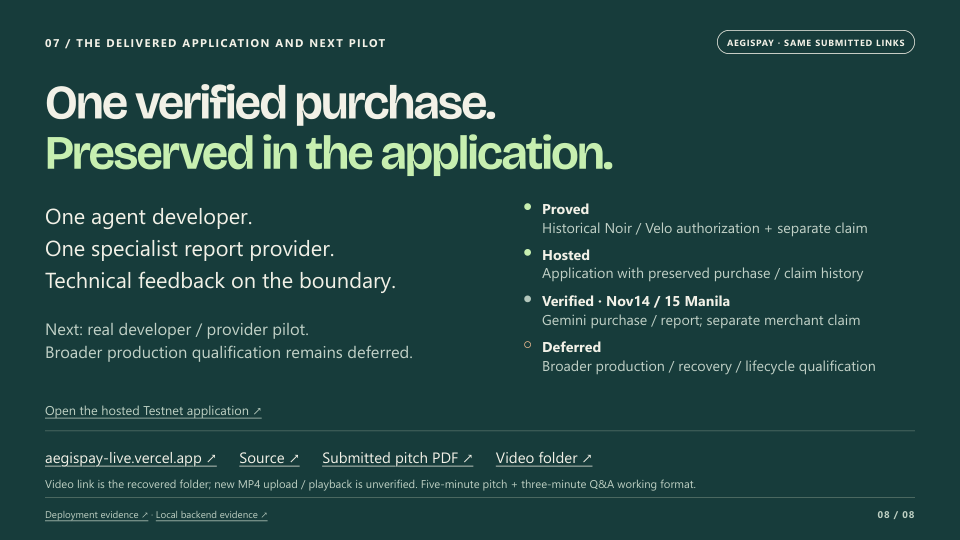 07 / THE DELIVERED APPLICATION AND NEXT PILOT
AEGISPAY · SAME SUBMITTED LINKS
One verified purchase.
Preserved in the application.
One agent developer.
One specialist report provider.
Technical feedback on the boundary.
Next: real developer / provider pilot.
Broader production qualification remains deferred.
Proved
Historical Noir / Velo authorization + separate claim
Hosted
Application with preserved purchase / claim history
Verified · Nov14 / 15 Manila
Gemini purchase / report; separate merchant claim
Deferred
Broader production / recovery / lifecycle qualification
Open the hosted Testnet application ↗
aegispay-live.vercel.app ↗ Source ↗ Submitted pitch PDF ↗ Video folder ↗
Video link is the recovered folder; new MP4 upload / playback is unverified. Five-minute pitch + three-minute Q&A working format.
Deployment evidence ↗ · Local backend evidence ↗
08 / 08